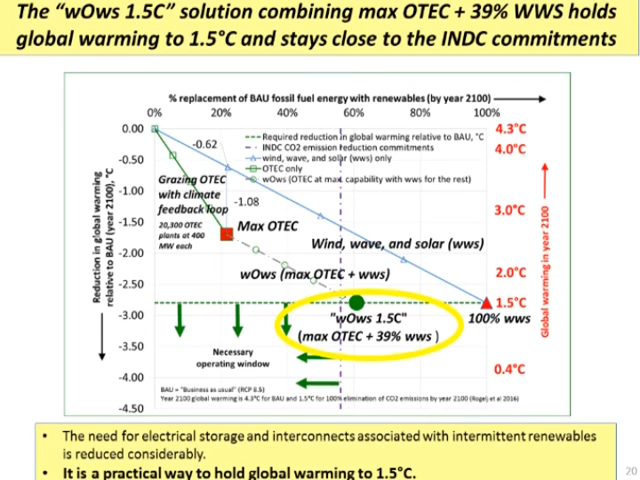 The “wOws 1.5C” solution combining max OTEC + 39% WWS holds
global warming to 1.5°C and stays close to the INDC commitments
% replacement of BAU fossil fuel energy with renewables (by year 2100)
0% 20% 40% 60% 80% 100%
0.00
-0.50
-1.00
-1.50
-2.00
-2.50
-3.00
-3.50
-4.00
-4.50
Reduction in global warming
relative to BAU (year 2100), °C
4.3°C
4.0°C
3.0°C
2.0°C
1.5°C
0.4°C
Global warming in year 2100
Required reduction in global warming relative to BAU, °C
INDC CO2 emission reduction commitments
wind, wave, and solar (wws) only
OTEC only
wOws (OTEC at max capability with wws for the rest)
-0.62
-1.08
Grazing OTEC
with climate
feedback loop
20,300 OTEC
plants at 400
MW each
Max OTEC
Wind, wave, and solar (wws)
wOws (max OTEC + wws)
"wOws 1.5C"
(max OTEC + 39% wws )
100% wws
Necessary
operating window
BAU = "Business as usual" (RCP 8.5)
Year 2100 global warming is 4.3°C for BAU and 1.5°C for 100% elimination of CO2 emissions by year 2100 (Rogelj et al 2016)
• The need for electrical storage and interconnects associated with intermittent renewables
is reduced considerably.
• It is a practical way to hold global warming to 1.5°C.
20